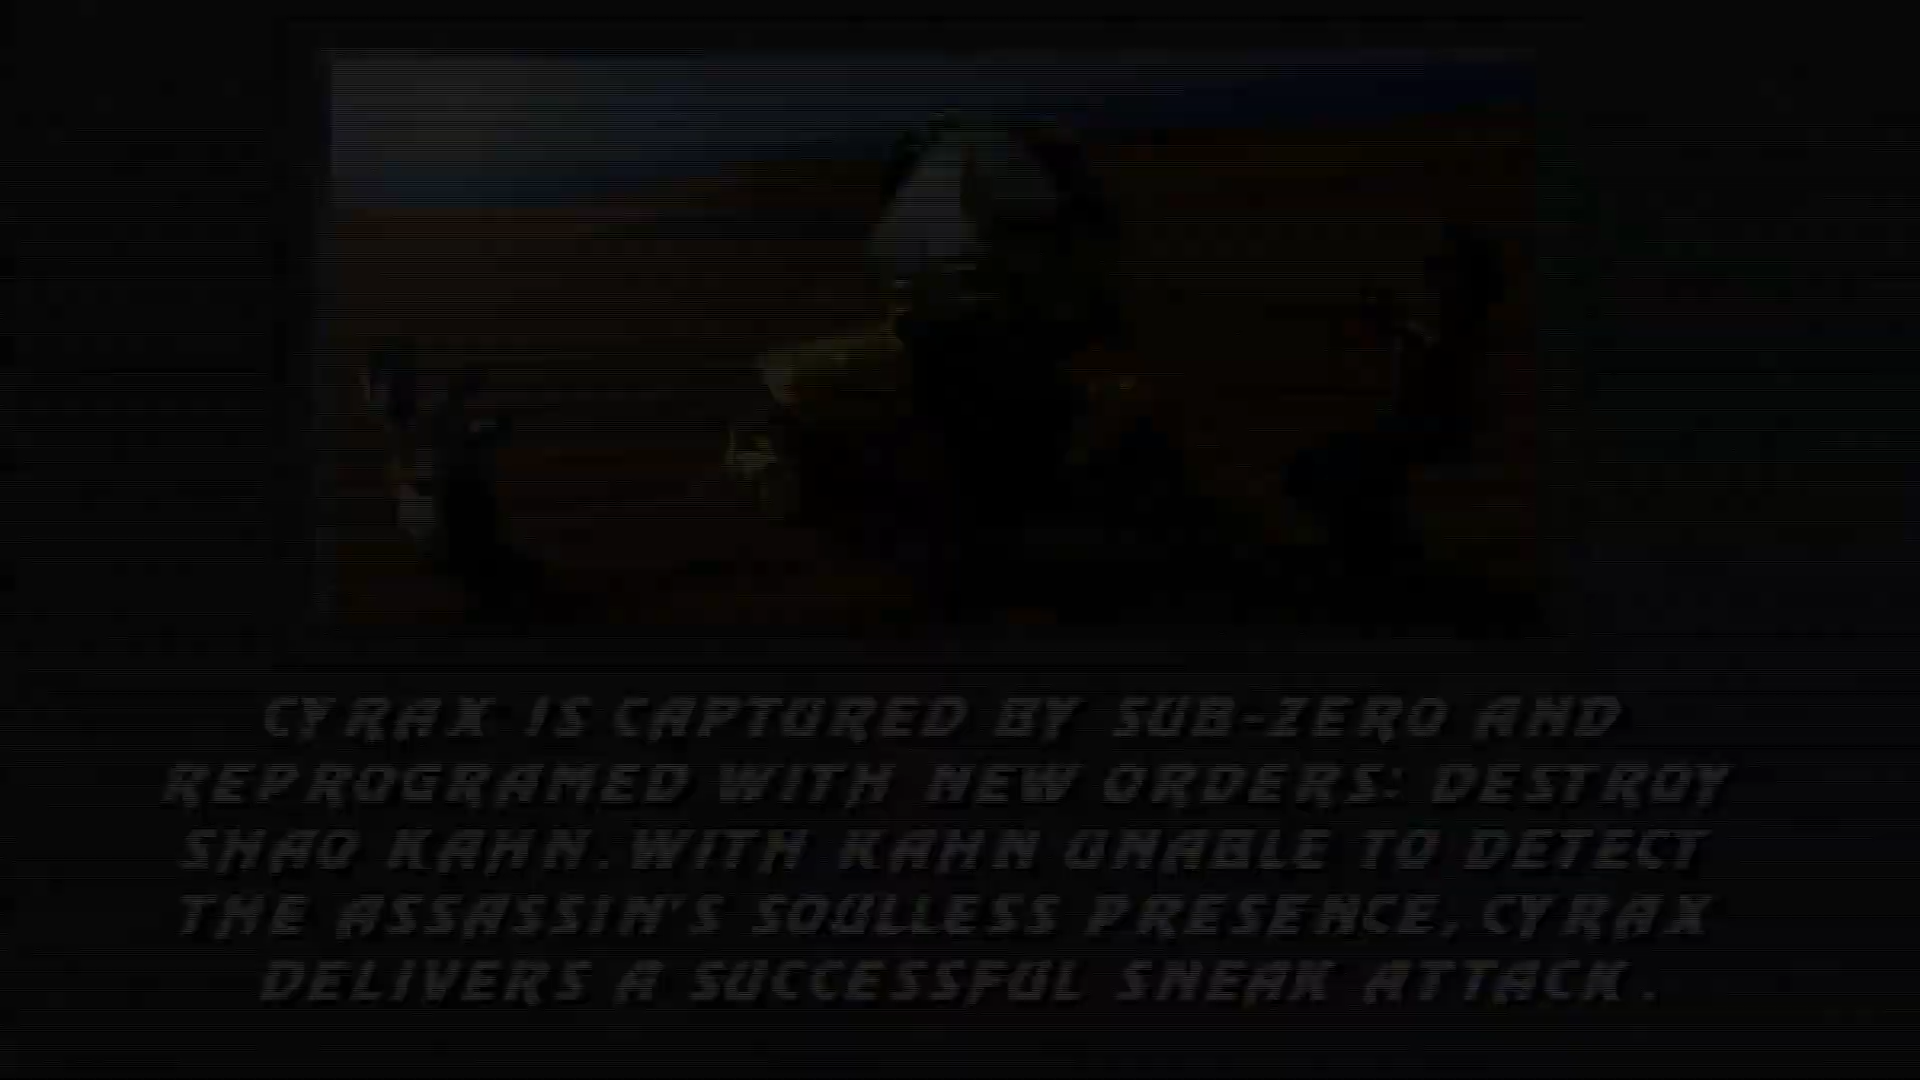 CYRAX IS CAPTURED BY SUB-ZERO AND
REPROGRAMED WITH NEW ORDERS: DESTROY
SHAO KAHN. WITH KAHN UNABLE TO DETECT
THE ASSASSIN'S SOULLESS PRESENCE, CYRAX
DELIVERS A SUCCESSFUL SNEAK ATTACK.